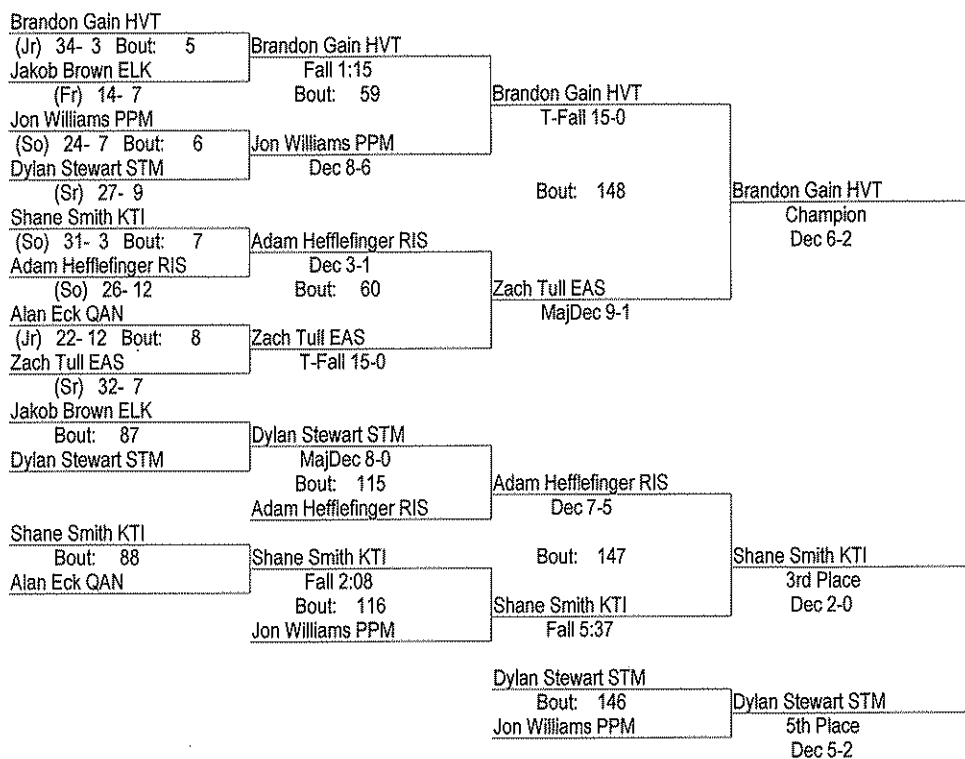 Brandon Gain HVT
(Jr) 34- 3 Bout: 5
Jakob Brown ELK
(Fr) 14- 7
Jon Williams PPM
(So) 24- 7 Bout: 6
Dylan Stewart STM
(Sr) 27- 9
Shane Smith KTI
(So) 31- 3 Bout: 7
Adam Hefflefinger RIS
(So) 26- 12
Alan Eck QAN
(Jr) 22- 12 Bout: 8
Zach Tull EAS
(Sr) 32- 7
Jakob Brown ELK
Bout: 87
Dylan Stewart STM
Shane Smith KTI
Bout: 88
Alan Eck QAN
Brandon Gain HVT
Fall 1:15
Bout: 59
Jon Williams PPM
Dec 8-6
Adam Hefflefinger RIS
Dec 3-1
Bout: 60
Zach Tull EAS
T-Fall 15-0
Dylan Stewart STM
MajDec 8-0
Bout: 115
Adam Hefflefinger RIS
Shane Smith KTI
Fall 2:08
Bout: 116
Jon Williams PPM
Brandon Gain HVT
T-Fall 15-0
Bout: 148
Zach Tull EAS
MajDec 9-1
Adam Hefflefinger RIS
Dec 7-5
Bout: 147
Shane Smith KTI
Fall 5:37
Dylan Stewart STM
Bout: 146
Jon Williams PPM
Brandon Gain HVT
Champion
Dec 6-2
Shane Smith KTI
3rd Place
Dec 2-0
Dylan Stewart STM
5th Place
Dec 5-2